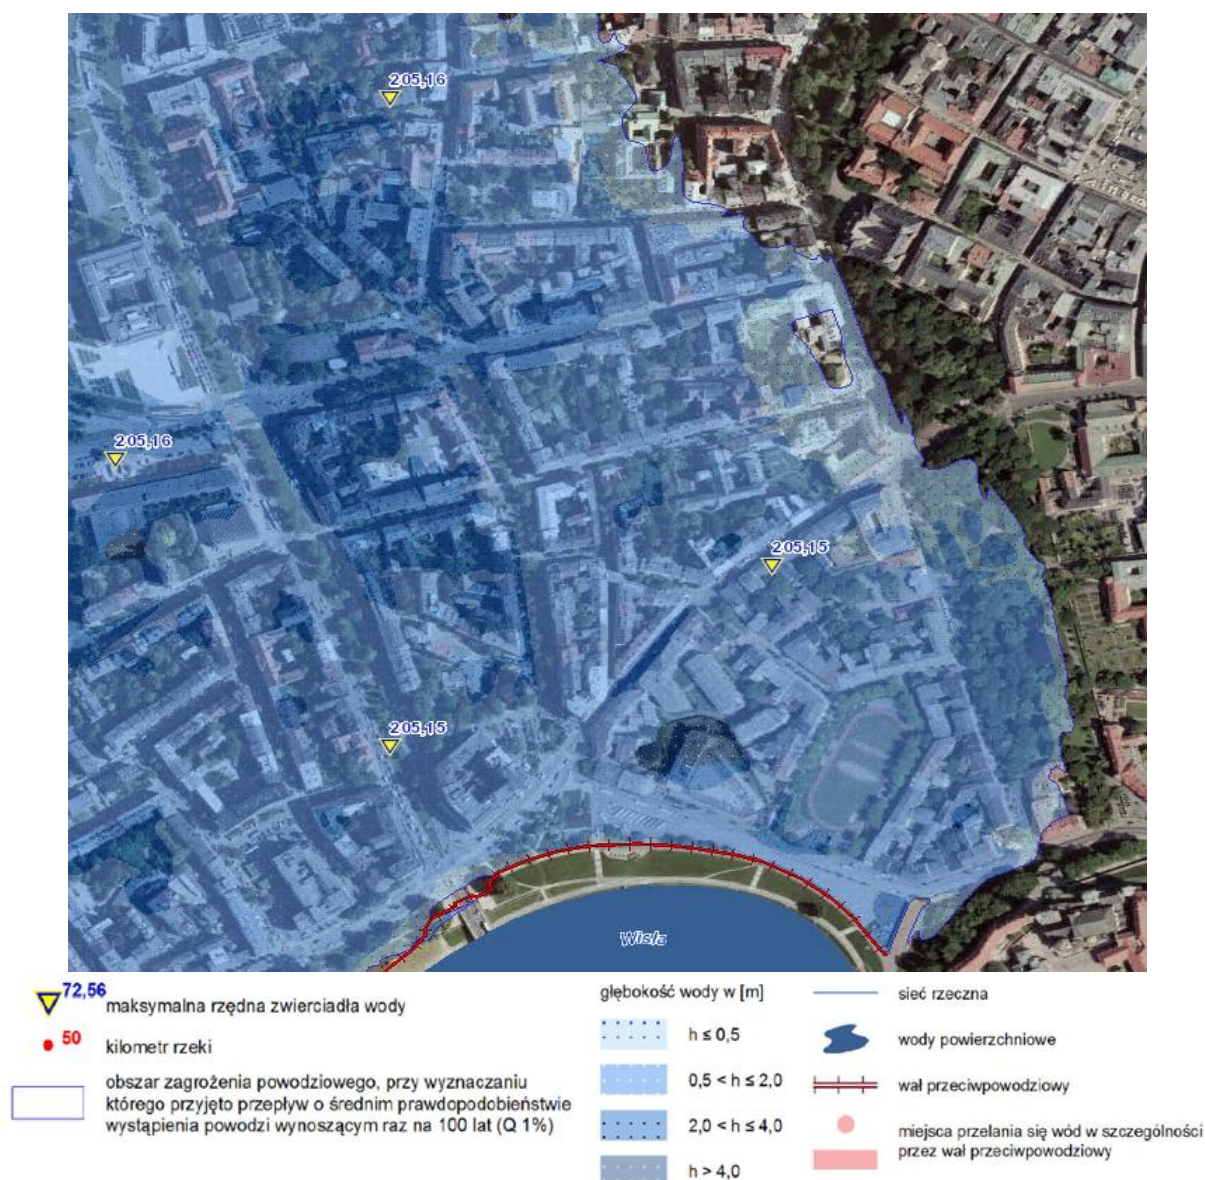 205,16
205,16
205,15
205,15
Wisła
72,56 maksymalna rzędna zwierciadła wody
50 kilometr rzeki
obszar zagrożenia powodziowego, przy wyznaczaniu
którego przyjęto przepływ o średnim prawdopodobieństwie
wystąpienia powodzi wynoszącym raz na 100 lat (Q 1%)
głębokość wody w [m]
h ≤ 0,5
0,5 < h ≤ 2,0
2,0 < h ≤ 4,0
h > 4,0
sieć rzeczna
wody powierzchniowe
wał przeciwpowodziowy
miejsca przelania się wód w szczególności
przez wał przeciwpowodziowy